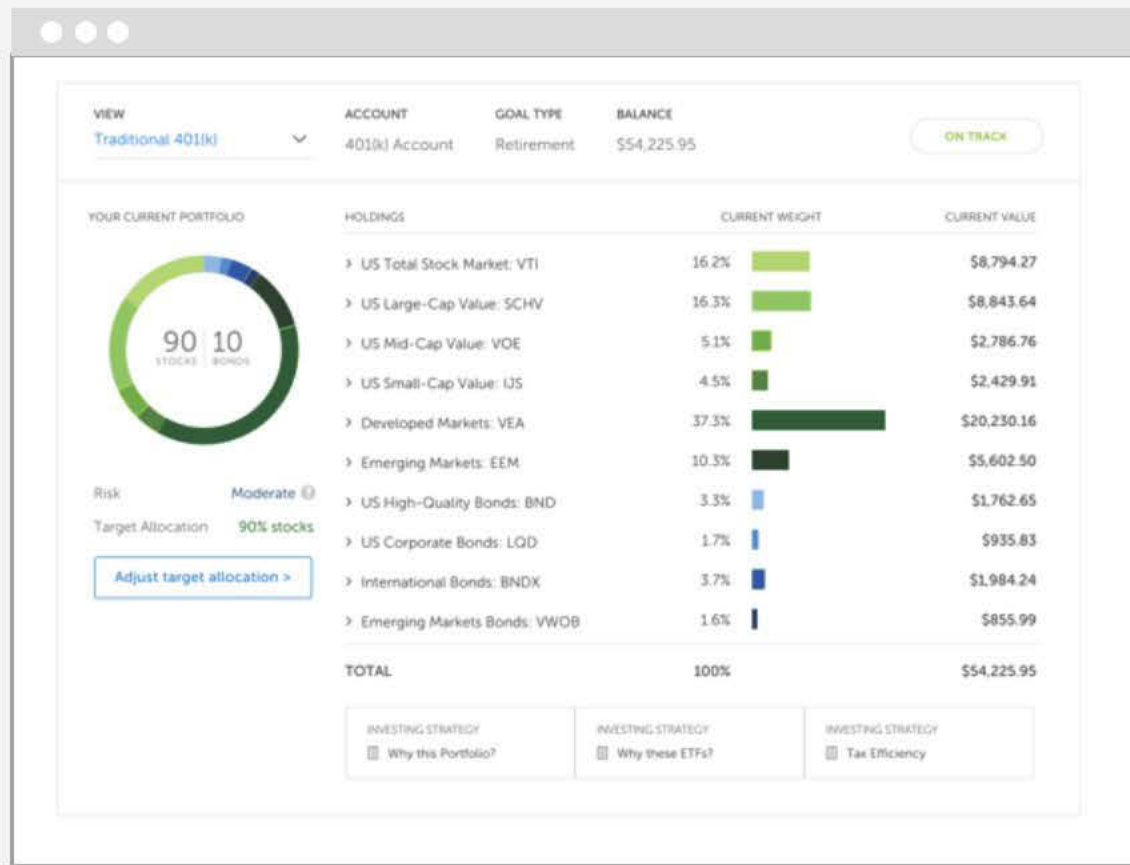 VIEW ACCOUNT GOAL TYPE BALANCE
Traditional 401(k) 401(k) Account Retirement $54,225.95 ON TRACK
YOUR CURRENT PORTFOLIO HOLDINGS CURRENT WEIGHT CURRENT VALUE
90 10
STOCKS BONDS
Risk Moderate
Target Allocation 90% stocks
Adjust target allocation >
US Total Stock Market: VTI 16.2% $8,794.27
US Large-Cap Value: SCHV 16.3% $8,843.64
US Mid-Cap Value: VOE 5.1% $2,786.76
US Small-Cap Value: IJS 4.5% $2,429.91
Developed Markets: VEA 37.3% $20,230.16
Emerging Markets: EEM 10.3% $5,602.50
US High-Quality Bonds: BND 3.3% $1,762.65
US Corporate Bonds: LQD 1.7% $935.83
International Bonds: BNDX 3.7% $1,984.24
Emerging Markets Bonds: VWOB 1.6% $855.99
TOTAL 100% $54,225.95
INVESTING STRATEGY INVESTING STRATEGY INVESTING STRATEGY
Why this Portfolio? Why these ETFs? Tax Efficiency